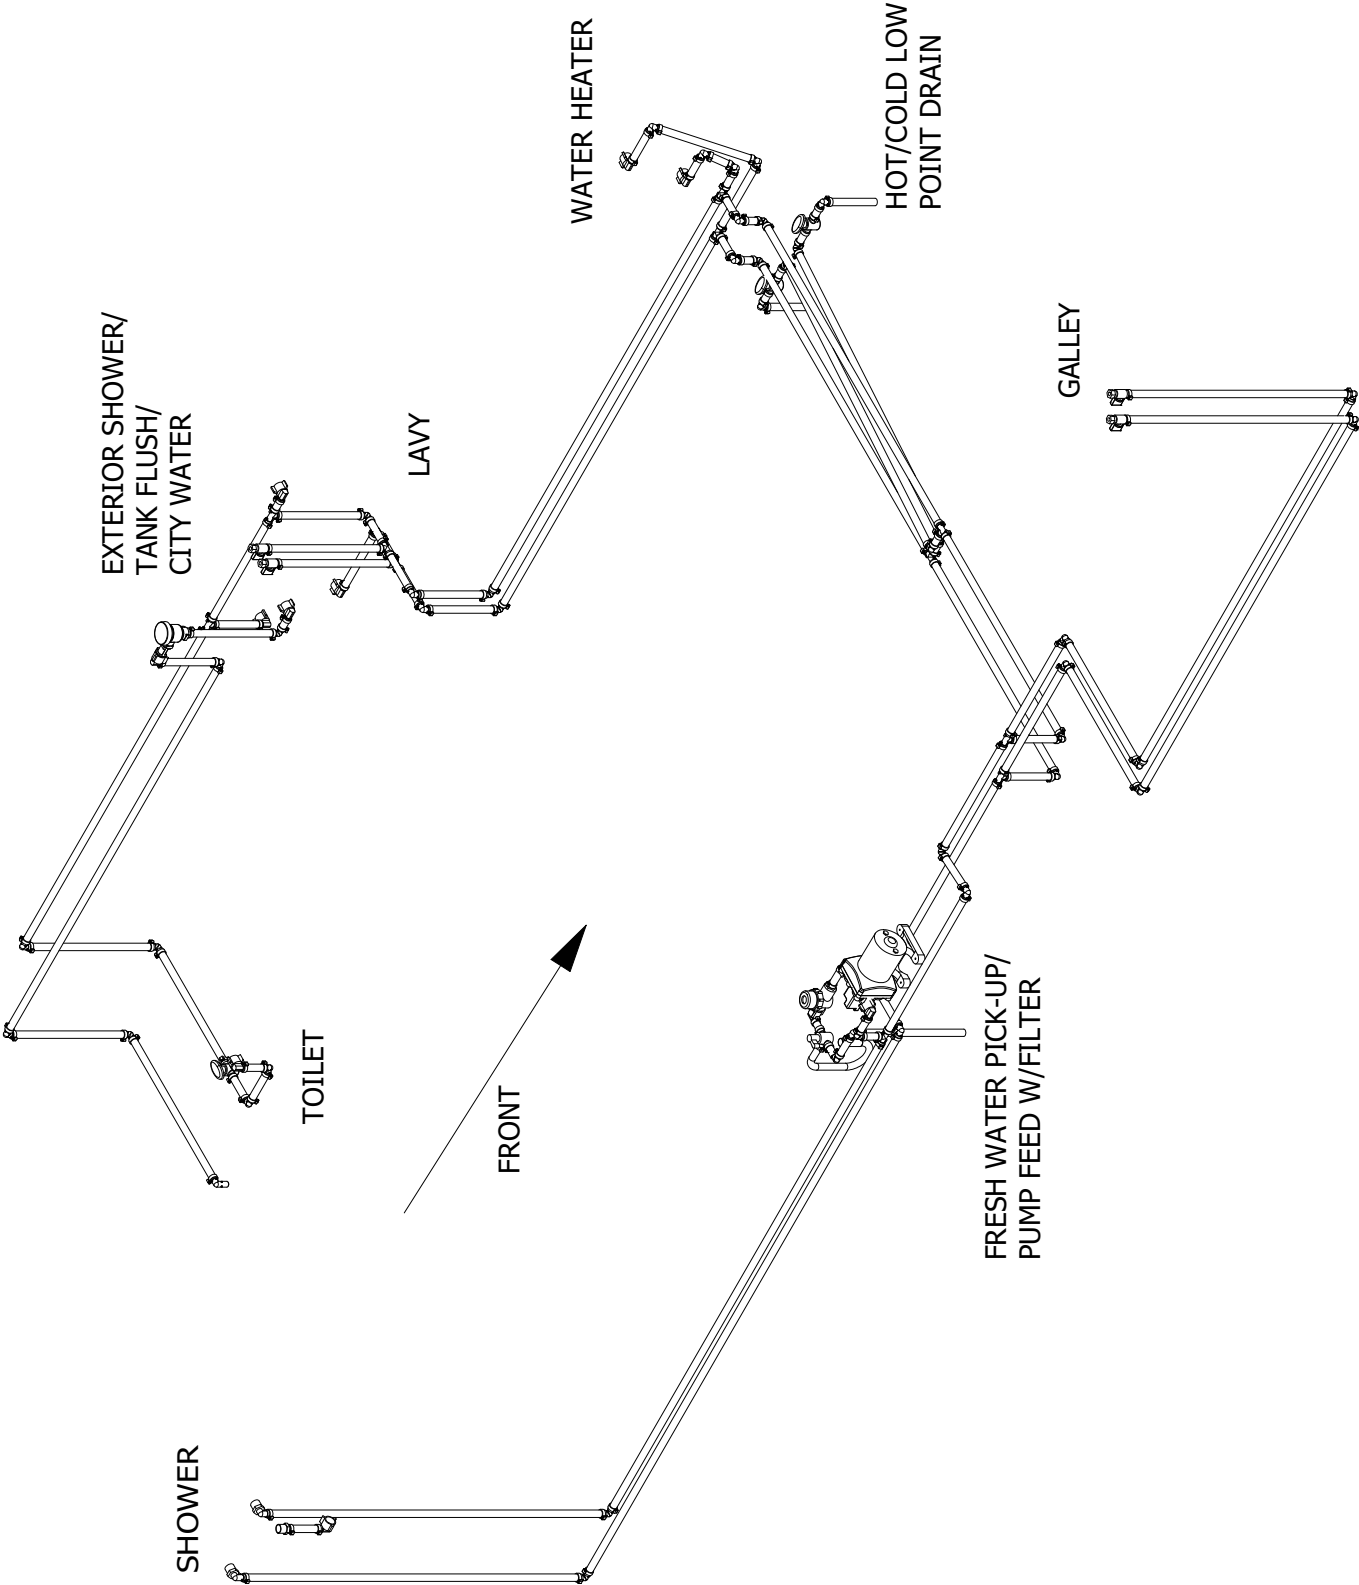 EXTERIOR SHOWER/
TANK FLUSH/
CITY WATER
WATER HEATER
HOT/COLD LOW
POINT DRAIN
LAVY
GALLEY
TOILET
FRONT
FRESH WATER PICK-UP/
PUMP FEED W/FILTER
SHOWER